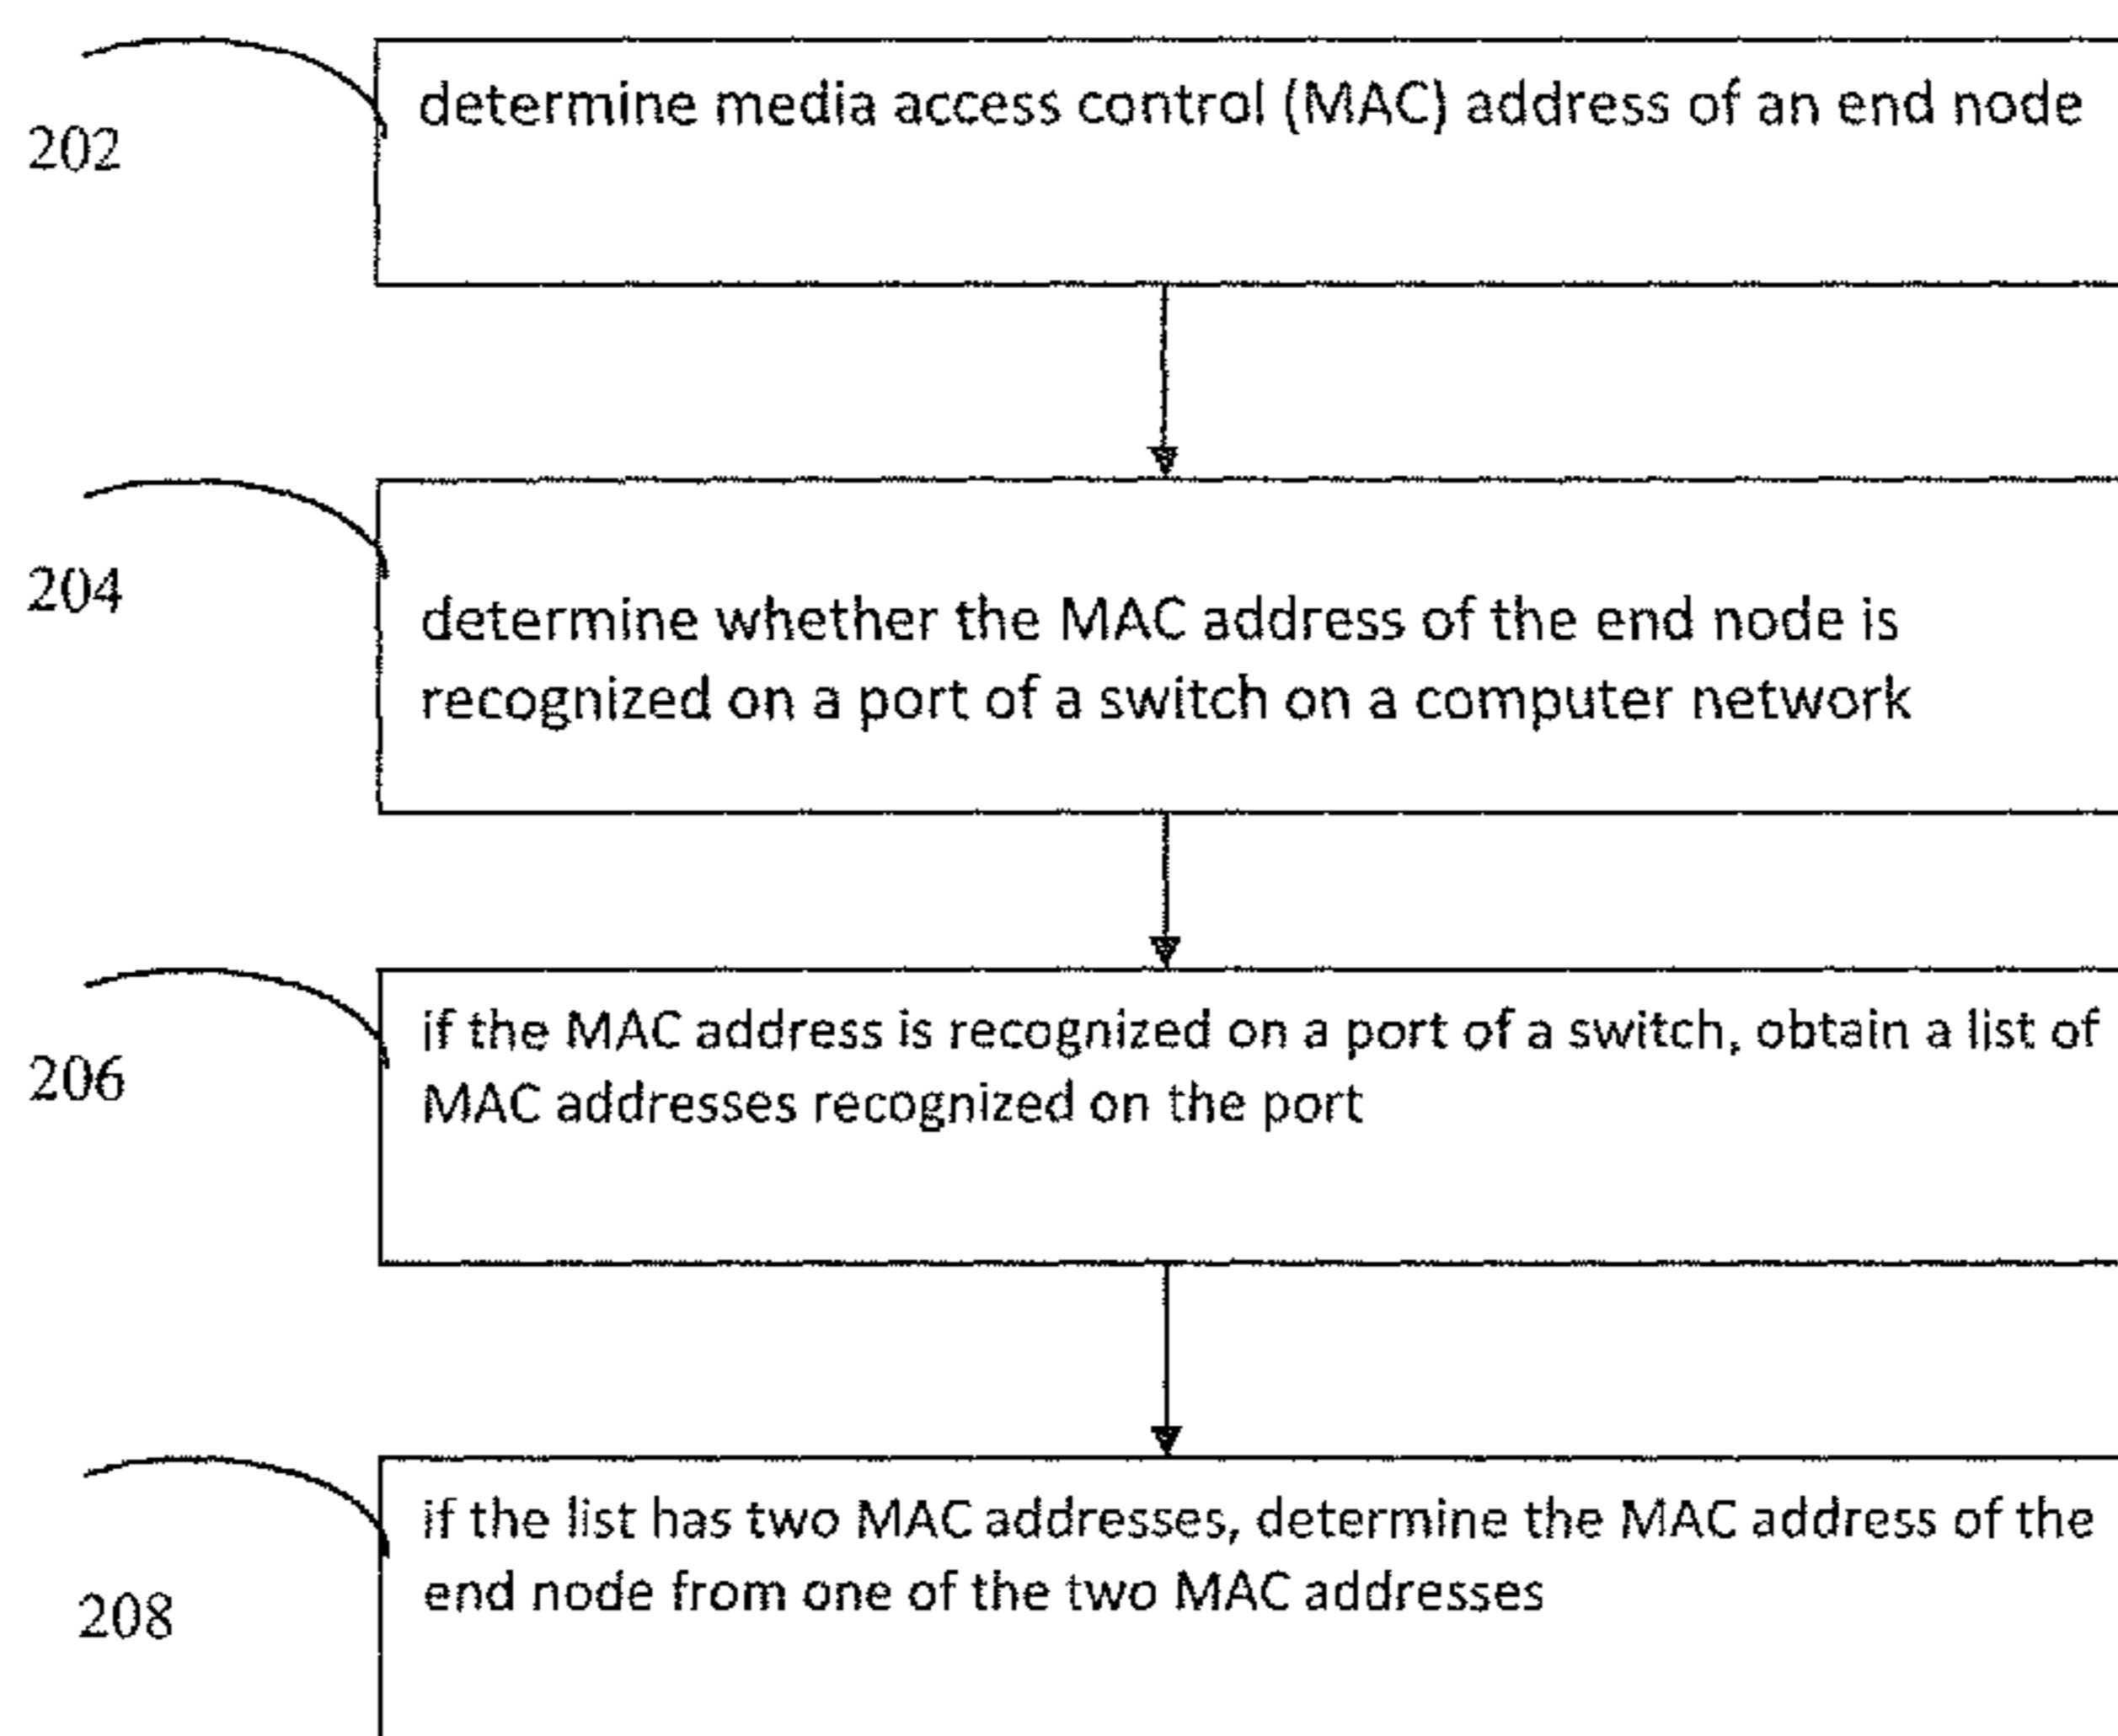 determine media access control (MAC) address of an end node
202
204
determine whether the MAC address of the end node is
recognized on a port of a switch on a computer network
if the MAC address is recognized on a port of a switch, obtain a list of
206
MAC addresses recognized on the port
if the list has two MAC addresses, determine the MAC address of the
end node from one of the two MAC addresses
208